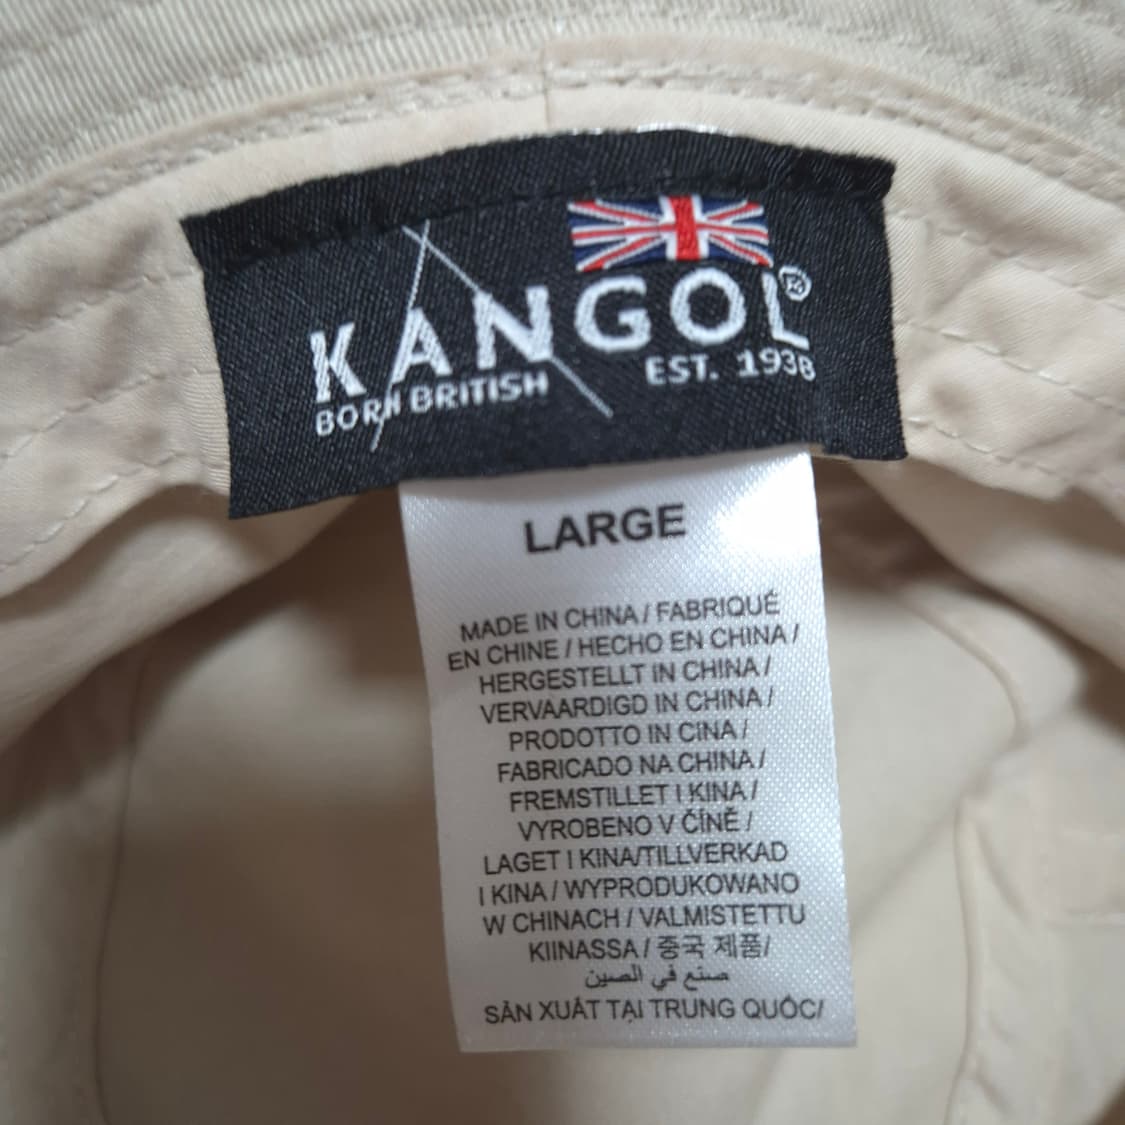 KANGOL®
BORN BRITISH EST. 1938
LARGE
MADE IN CHINA / FABRIQUÉ
EN CHINE / HECHO EN CHINA /
HERGESTELLT IN CHINA /
VERVAARDIGD IN CHINA /
PRODOTTO IN CINA /
FABRICADO NA CHINA /
FREMSTILLET I KINA /
VYROBENO V ČÍNĚ /
LAGET I KINA/TILLVERKAD
I KINA / WYPRODUKOWANO
W CHINACH / VALMISTETTU
KIINASSA / 중국 제품/
صنع في الصين
SẢN XUẤT TẠI TRUNG QUỐC/